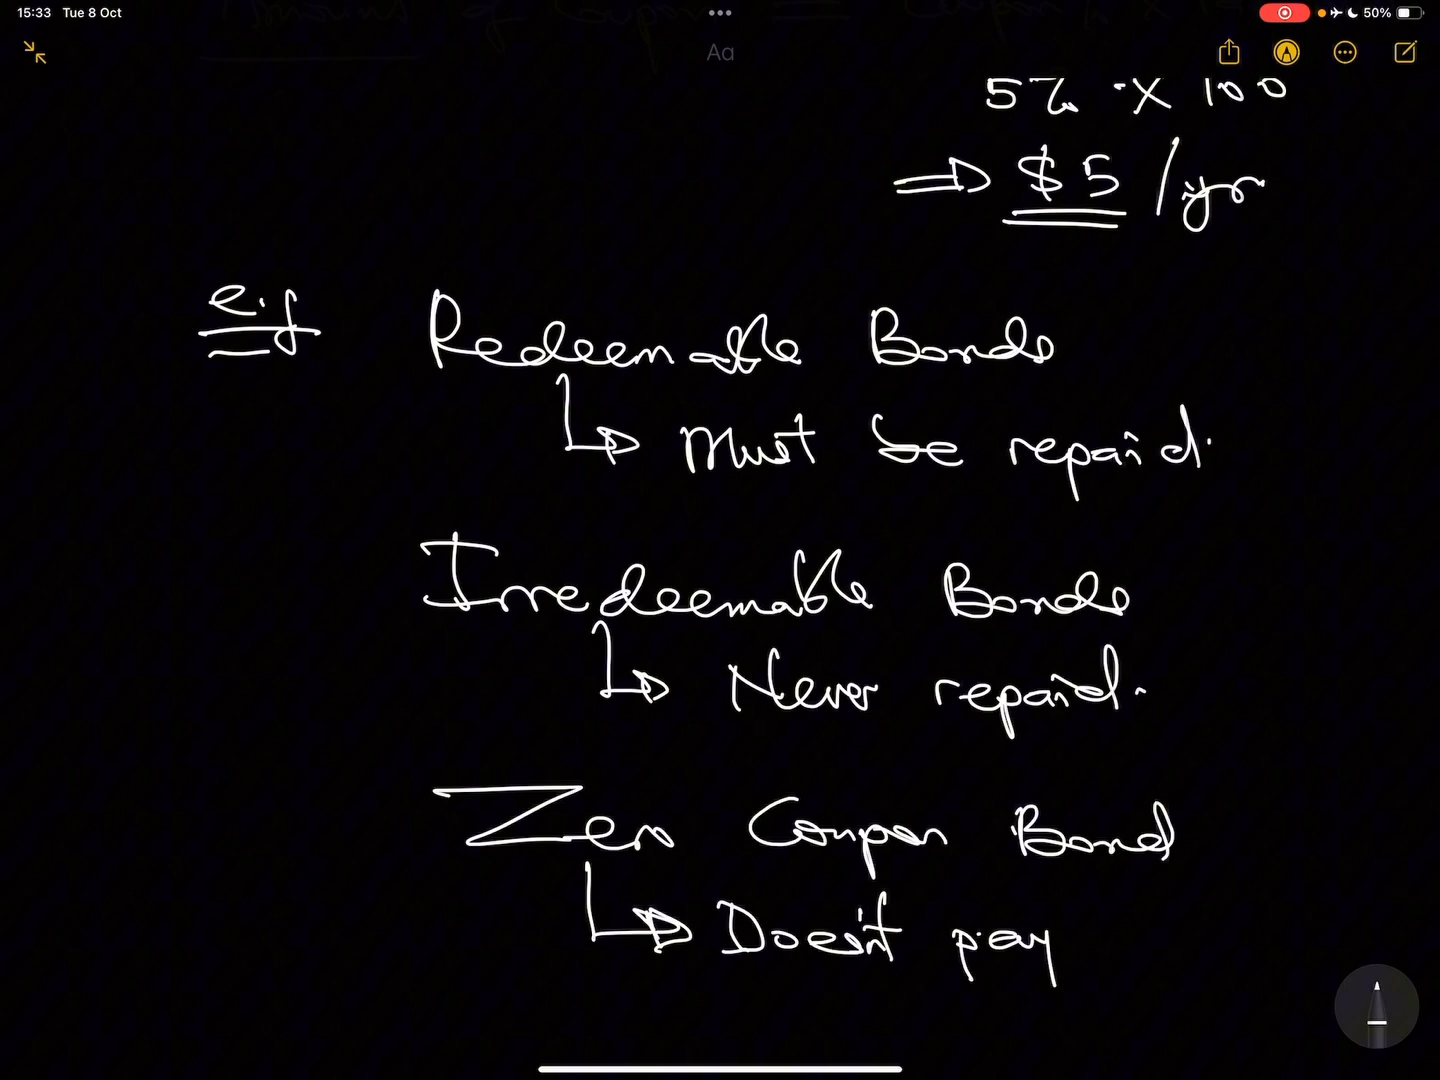 15:33 Tue 8 Oct
50%
Aa
5% × 100
⇒ $5 /yr
e.g Redeemable Bonds
↳ Must be repaid.
Irredeemable Bonds
↳ Never repaid.
Zero Coupon Bond
↳ Doesn't pay